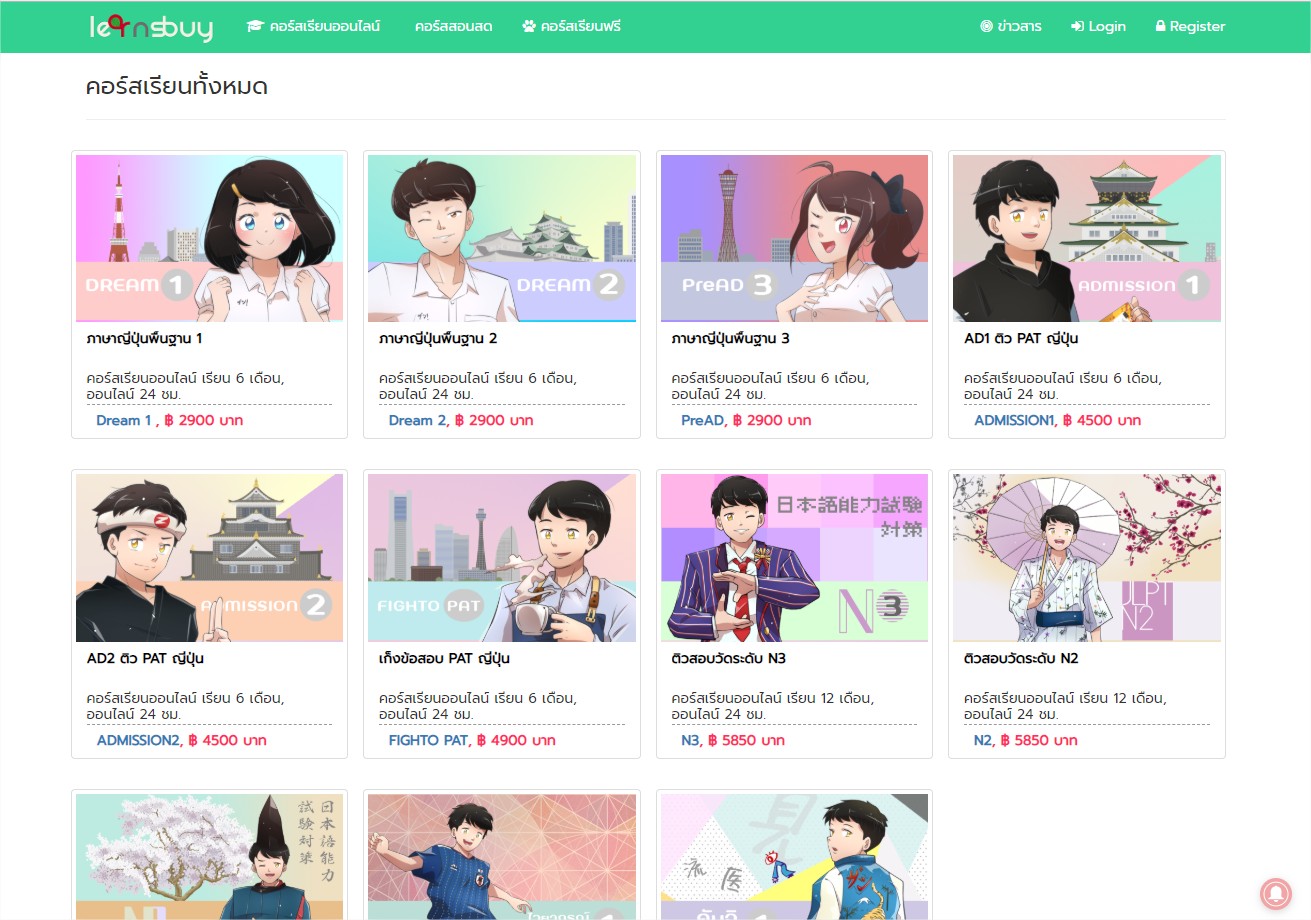 learnsbuy
คอร์สเรียนออนไลน์
คอร์สสอนสด
คอร์สเรียนฟรี
ข่าวสาร
Login
Register
คอร์สเรียนทั้งหมด
DREAM 1
DREAM 2
PreAD 3
ADMISSION 1
ภาษาญี่ปุ่นพื้นฐาน 1
คอร์สเรียนออนไลน์ เรียน 6 เดือน,
ออนไลน์ 24 ชม.
Dream 1 , ฿ 2900 บาท
ภาษาญี่ปุ่นพื้นฐาน 2
คอร์สเรียนออนไลน์ เรียน 6 เดือน,
ออนไลน์ 24 ชม.
Dream 2, ฿ 2900 บาท
ภาษาญี่ปุ่นพื้นฐาน 3
คอร์สเรียนออนไลน์ เรียน 6 เดือน,
ออนไลน์ 24 ชม.
PreAD, ฿ 2900 บาท
AD1 ติว PAT ญี่ปุ่น
คอร์สเรียนออนไลน์ เรียน 6 เดือน,
ออนไลน์ 24 ชม.
ADMISSION1, ฿ 4500 บาท
ADMISSION 2
FIGHTO PAT
日本語能力試験
対策
N3
JLPT
N2
AD2 ติว PAT ญี่ปุ่น
คอร์สเรียนออนไลน์ เรียน 6 เดือน,
ออนไลน์ 24 ชม.
ADMISSION2, ฿ 4500 บาท
เก็งข้อสอบ PAT ญี่ปุ่น
คอร์สเรียนออนไลน์ เรียน 6 เดือน,
ออนไลน์ 24 ชม.
FIGHTO PAT, ฿ 4900 บาท
ติวสอบวัดระดับ N3
คอร์สเรียนออนไลน์ เรียน 12 เดือน,
ออนไลน์ 24 ชม.
N3, ฿ 5850 บาท
ติวสอบวัดระดับ N2
คอร์สเรียนออนไลน์ เรียน 12 เดือน,
ออนไลน์ 24 ชม.
N2, ฿ 5850 บาท
日本语能力
試験対策
見
流
医
ไวยากรณ์
คันจิ